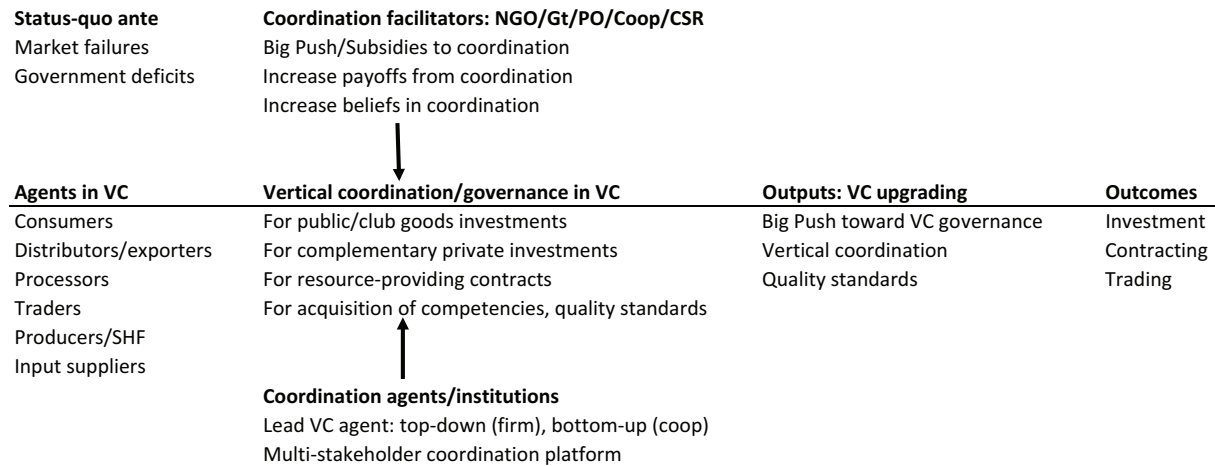 Status-quo ante
Market failures
Government deficits
Coordination facilitators: NGO/Gt/PO/Coop/CSR
Big Push/Subsidies to coordination
Increase payoffs from coordination
Increase beliefs in coordination
Agents in VC
Consumers
Distributors/exporters
Processors
Traders
Producers/SHF
Input suppliers
Vertical coordination/governance in VC
For public/club goods investments
For complementary private investments
For resource-providing contracts
For acquisition of competencies, quality standards
Outputs: VC upgrading
Big Push toward VC governance
Vertical coordination
Quality standards
Outcomes
Investment
Contracting
Trading
Coordination agents/institutions
Lead VC agent: top-down (firm), bottom-up (coop)
Multi-stakeholder coordination platform